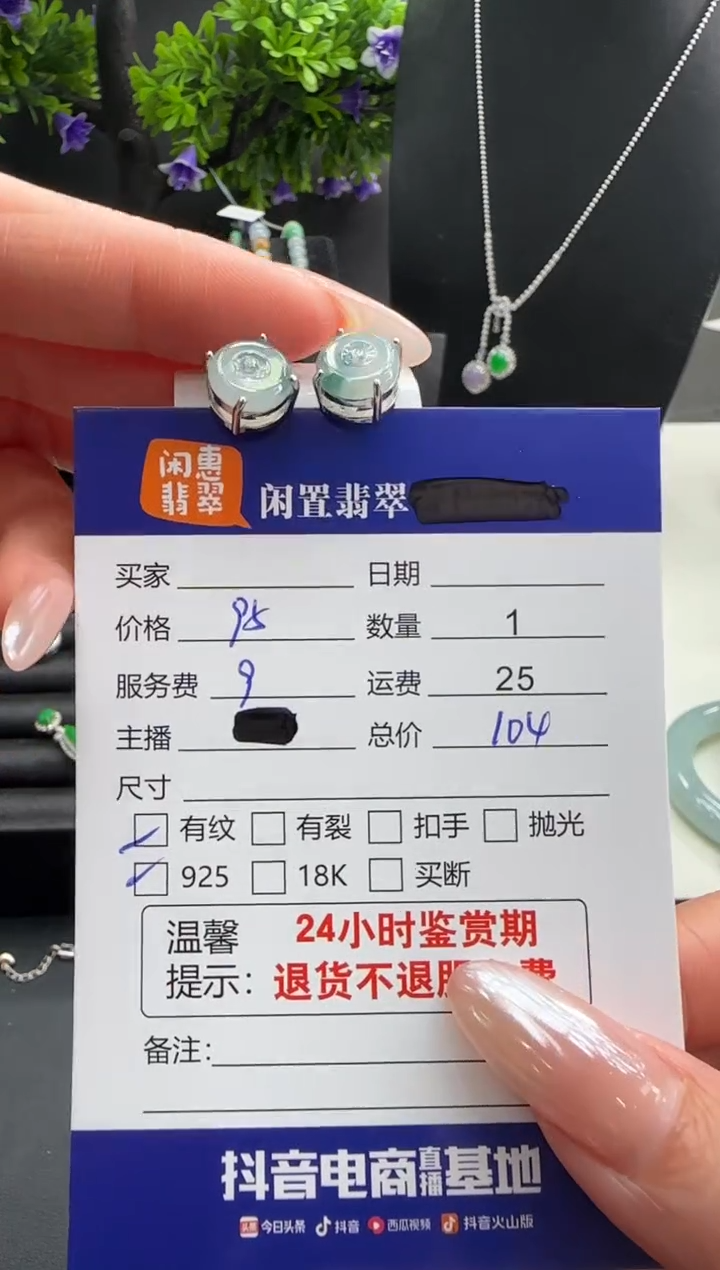 闲惠
翡翠
闲置翡翠
买家 日期
价格 95 数量 1
服务费 9 运费 25
主播 总价 104
尺寸
有纹 有裂 扣手 抛光
925 18K 买断
温馨 24小时鉴赏期
提示： 退货不退服 费
备注：
抖音电商直播基地
头条 今日头条 抖音 西瓜视频 抖音火山版